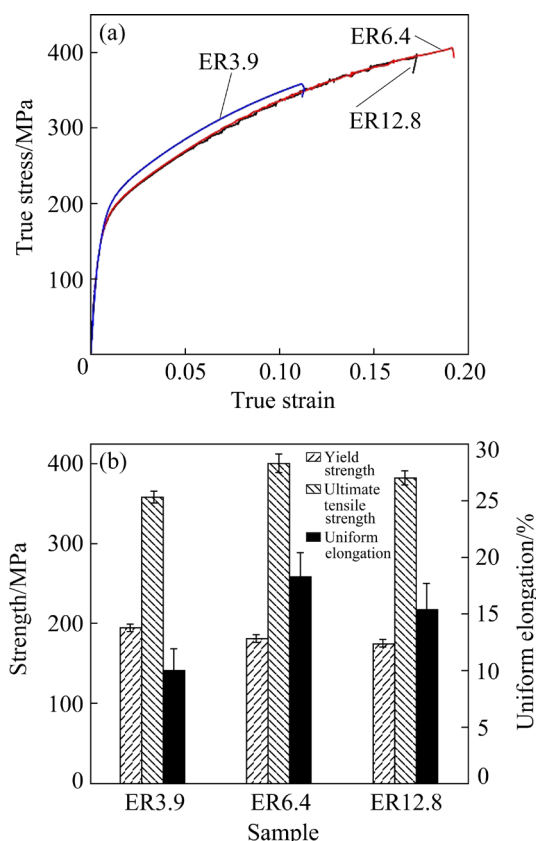 (a)
ER6.4
ER3.9
ER12.8
True stress/MPa
400
300
200
100
0
0.05
0.10
0.15
0.20
True strain
(b)
Yield
strength
Ultimate
tensile
strength
Uniform
elongation
Strength/MPa
400
300
200
100
0
Uniform elongation/%
30
25
20
15
10
5
0
ER3.9
ER6.4
ER12.8
Sample